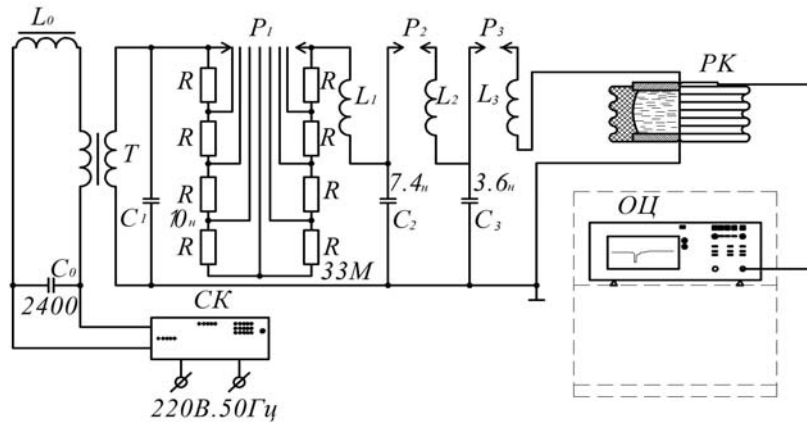 L₀ P₁ P₂ P₃
R R L₁ L₂ L₃ РК
R R
T
C₁ R R 7.4н 3.6н ОЦ
10н C₂ C₃
R R
C₀ 33М
2400 СК
220В.50Гц